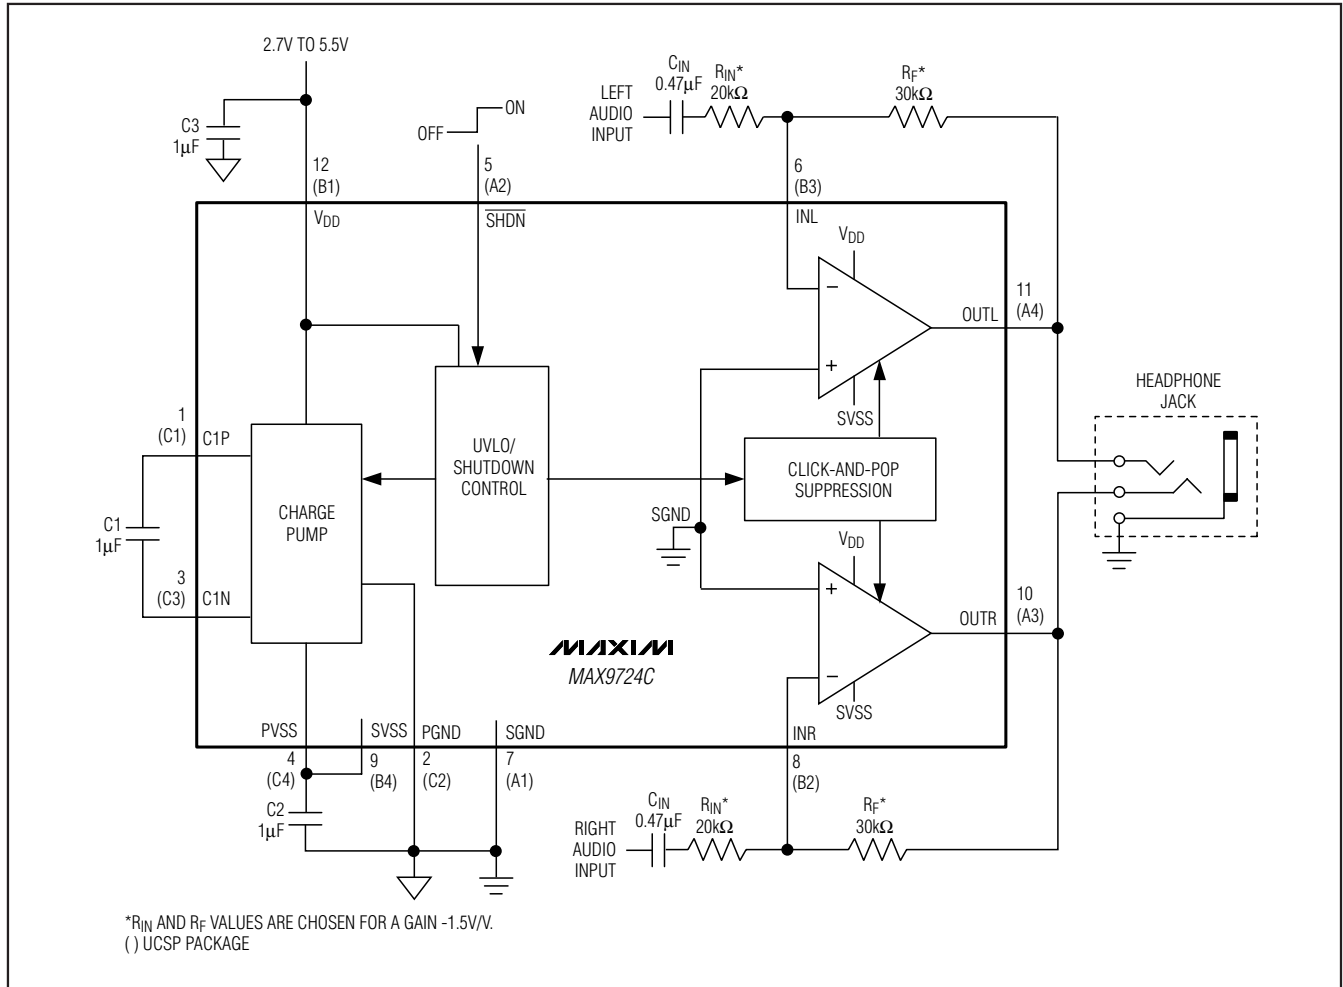 2.7V TO 5.5V
C3
1µF
12
(B1)
VDD
OFF
ON
5
(A2)
SHDN
LEFT
AUDIO
INPUT
CIN
0.47µF
RIN*
20kΩ
RF*
30kΩ
6
(B3)
INL
VDD
−
+
SVSS
OUTL
11
(A4)
HEADPHONE
JACK
1
(C1)
C1P
C1
1µF
3
(C3)
C1N
CHARGE
PUMP
UVLO/
SHUTDOWN
CONTROL
CLICK-AND-POP
SUPPRESSION
SGND
VDD
+
−
SVSS
OUTR
10
(A3)
MAXIM
MAX9724C
PVSS
4
(C4)
SVSS
9
(B4)
PGND
2
(C2)
SGND
7
(A1)
INR
8
(B2)
C2
1µF
RIGHT
AUDIO
INPUT
CIN
0.47µF
RIN*
20kΩ
RF*
30kΩ
*RIN AND RF VALUES ARE CHOSEN FOR A GAIN -1.5V/V.
( ) UCSP PACKAGE